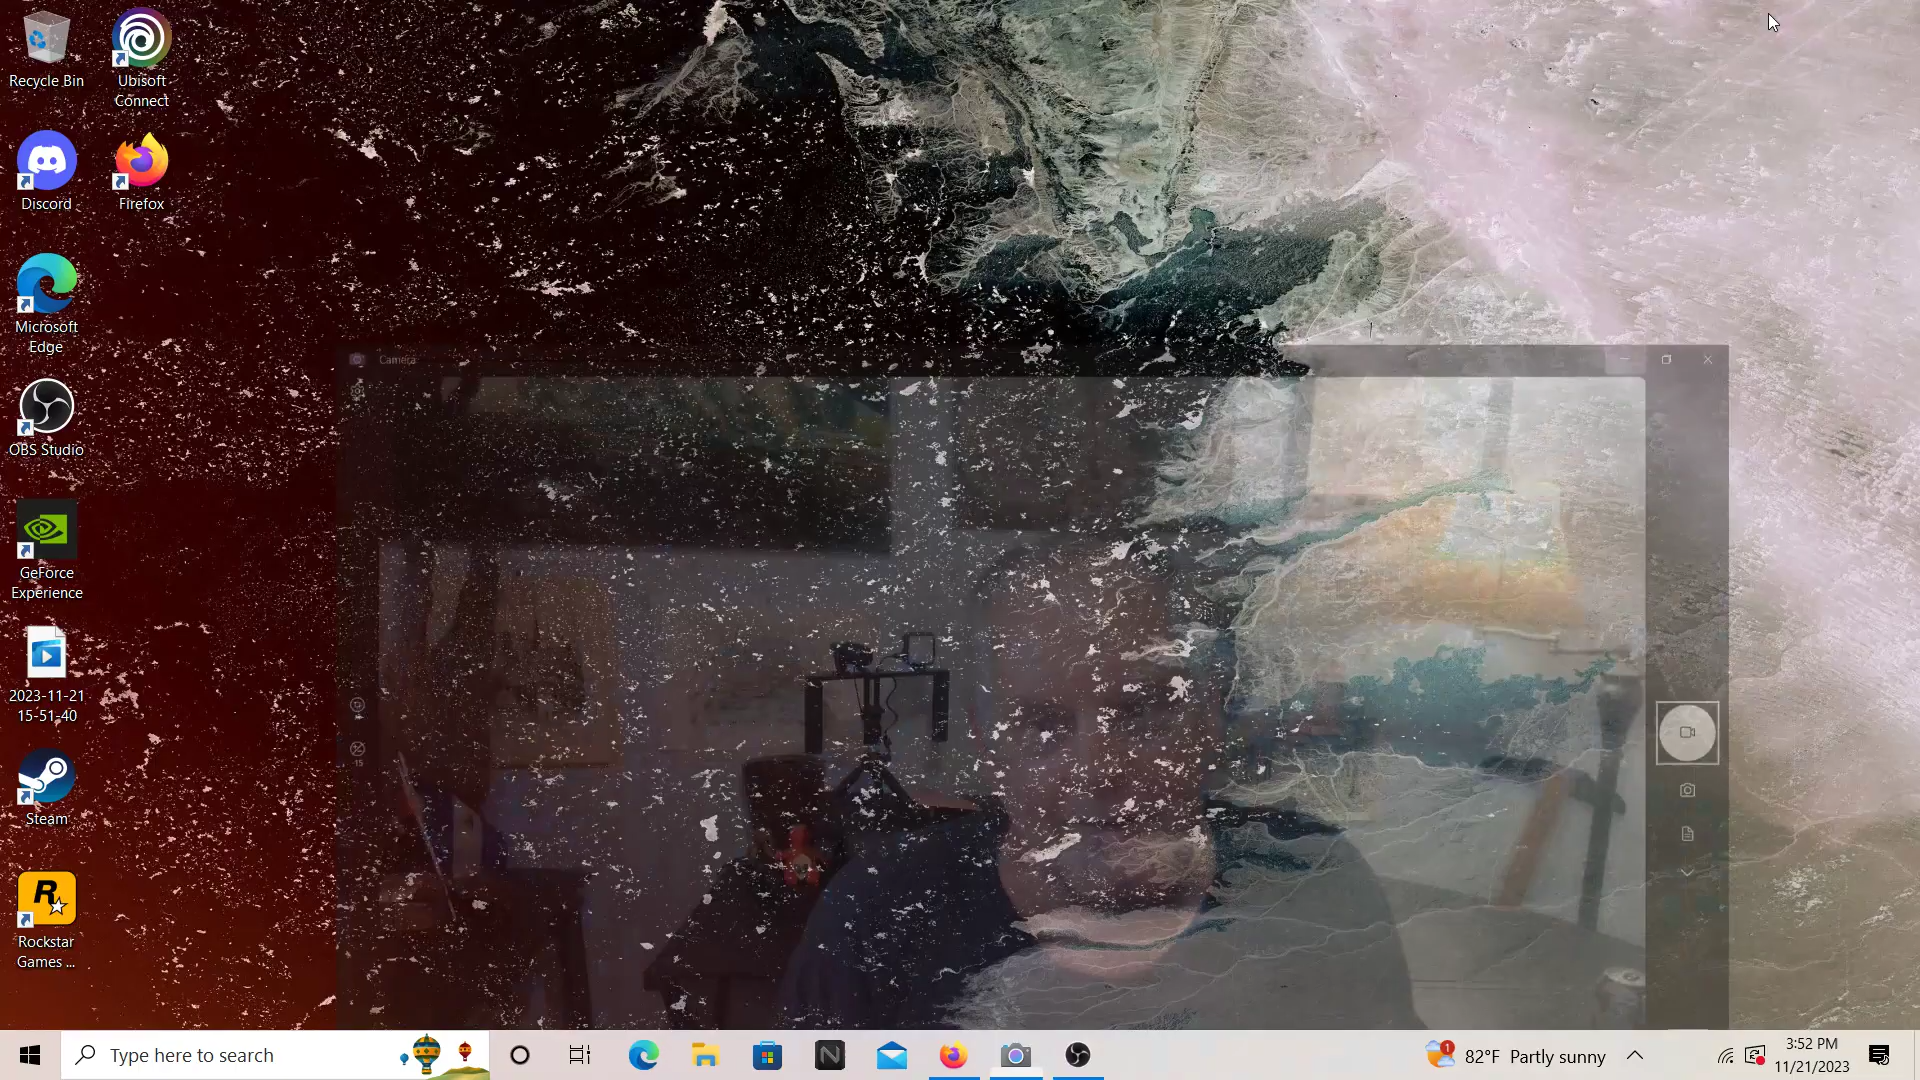 Recycle Bin
Ubisoft
Connect
Discord
Firefox
Microsoft
Edge
OBS Studio
GeForce
Experience
2023-11-21
15-51-40
Steam
Rockstar
Games ...
Camera
Type here to search
1
82°F Partly sunny
3:52 PM
11/21/2023